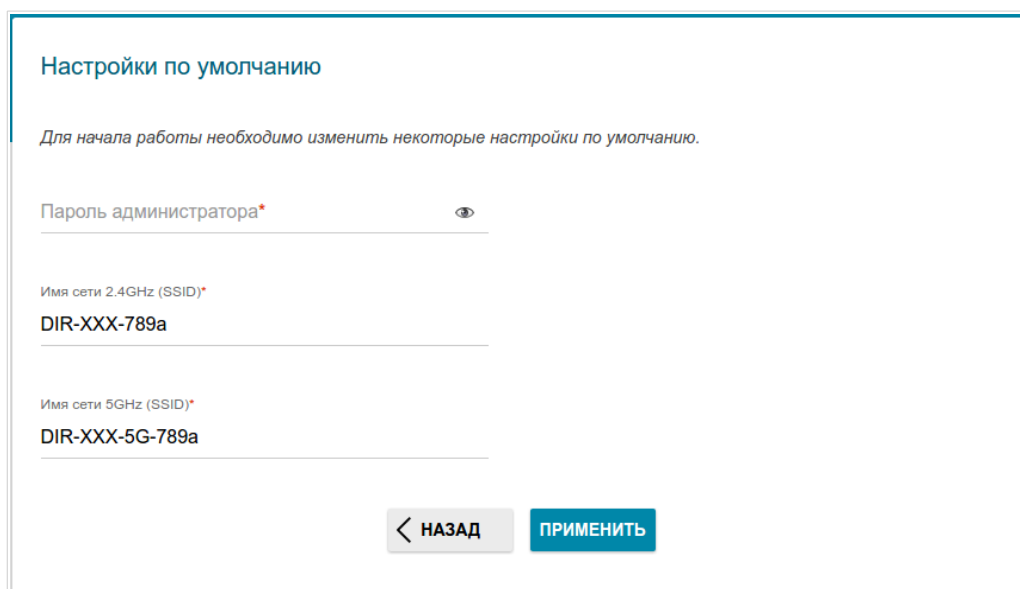 Настройки по умолчанию
Для начала работы необходимо изменить некоторые настройки по умолчанию.
Пароль администратора*
Имя сети 2.4GHz (SSID)*
DIR-XXX-789a
Имя сети 5GHz (SSID)*
DIR-XXX-5G-789a
НАЗАД
ПРИМЕНИТЬ